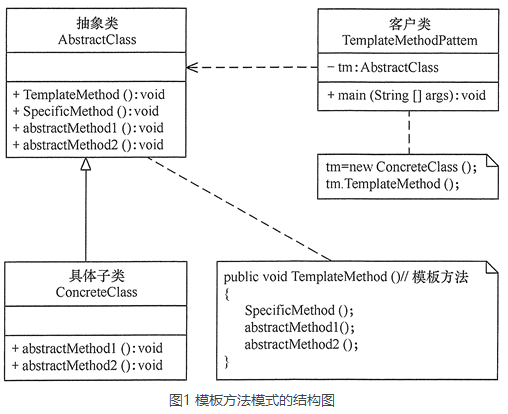 抽象类
AbstractClass
+ TemplateMethod (): void
+ SpecificMethod (): void
+ abstractMethod1 (): void
+ abstractMethod2 (): void
客户类
TemplateMethodPattem
– tm: AbstractClass
+ main (String [] args): void
tm=new ConcreteClass ();
tm.TemplateMethod ();
具体子类
ConcreteClass
+ abstractMethod1 (): void
+ abstractMethod2 (): void
public void TemplateMethod ()// 模板方法
{
SpecificMethod ();
abstractMethod1();
abstractMethod2 ();
}
图1 模板方法模式的结构图